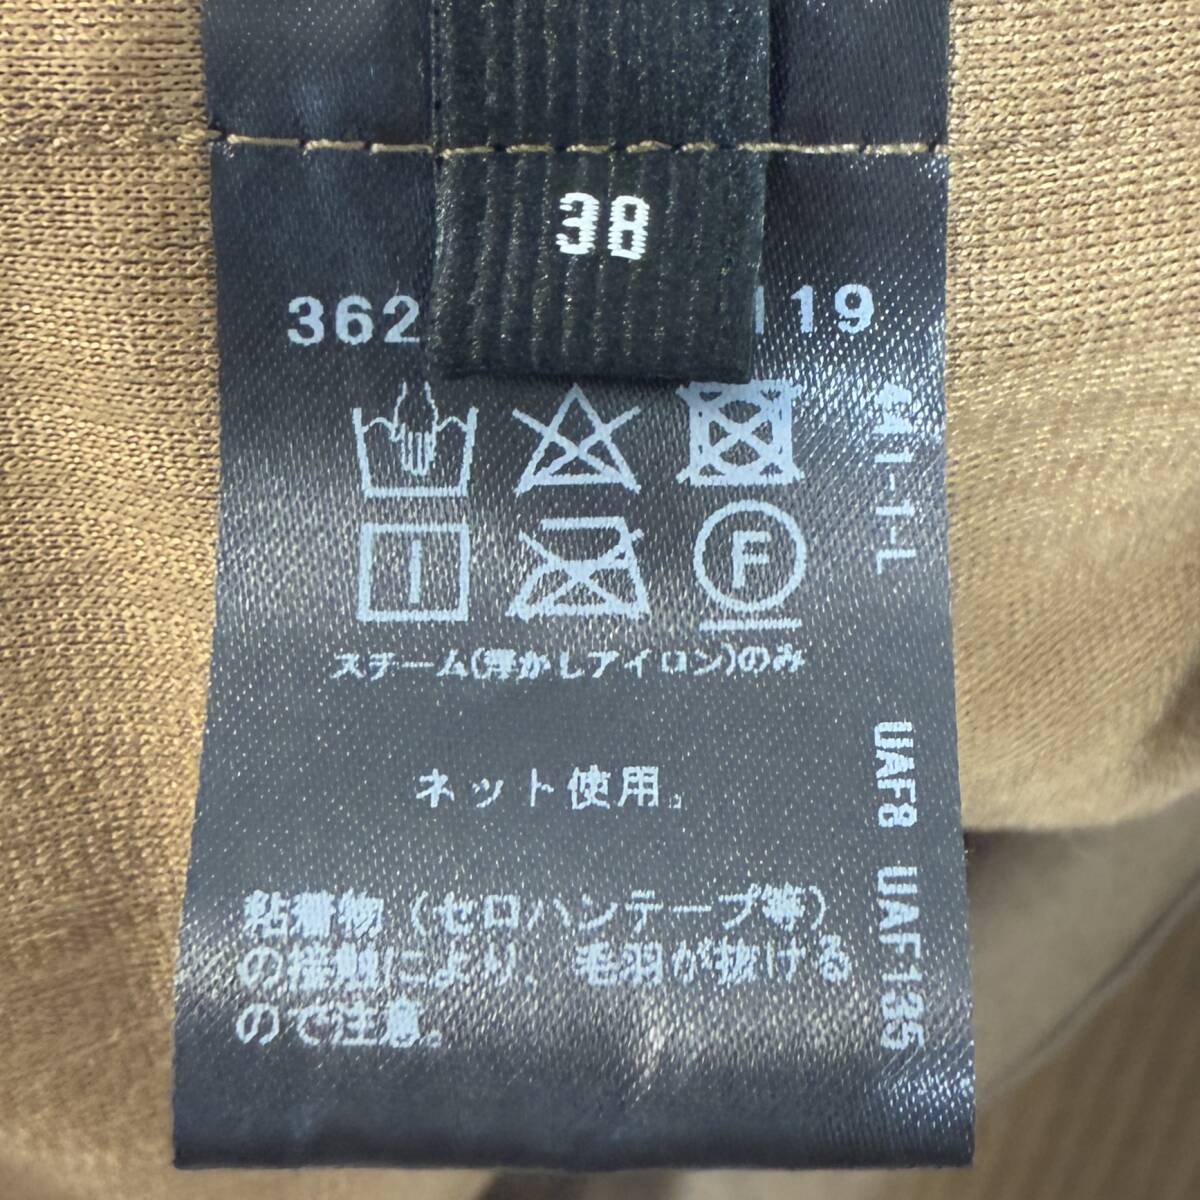 38
362
119
F
スチーム(浮かしアイロン)のみ
ネット使用。
粘着物（セロハンテープ等）
の接触により、毛羽が抜ける
ので注意。
UAF8 UAF135